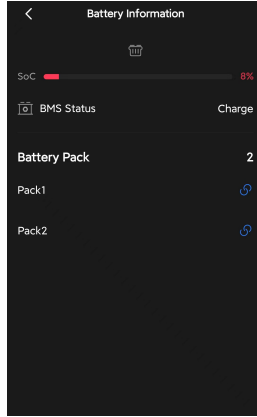 Battery Information
SoC 8%
BMS Status Charge
Battery Pack 2
Pack1
Pack2